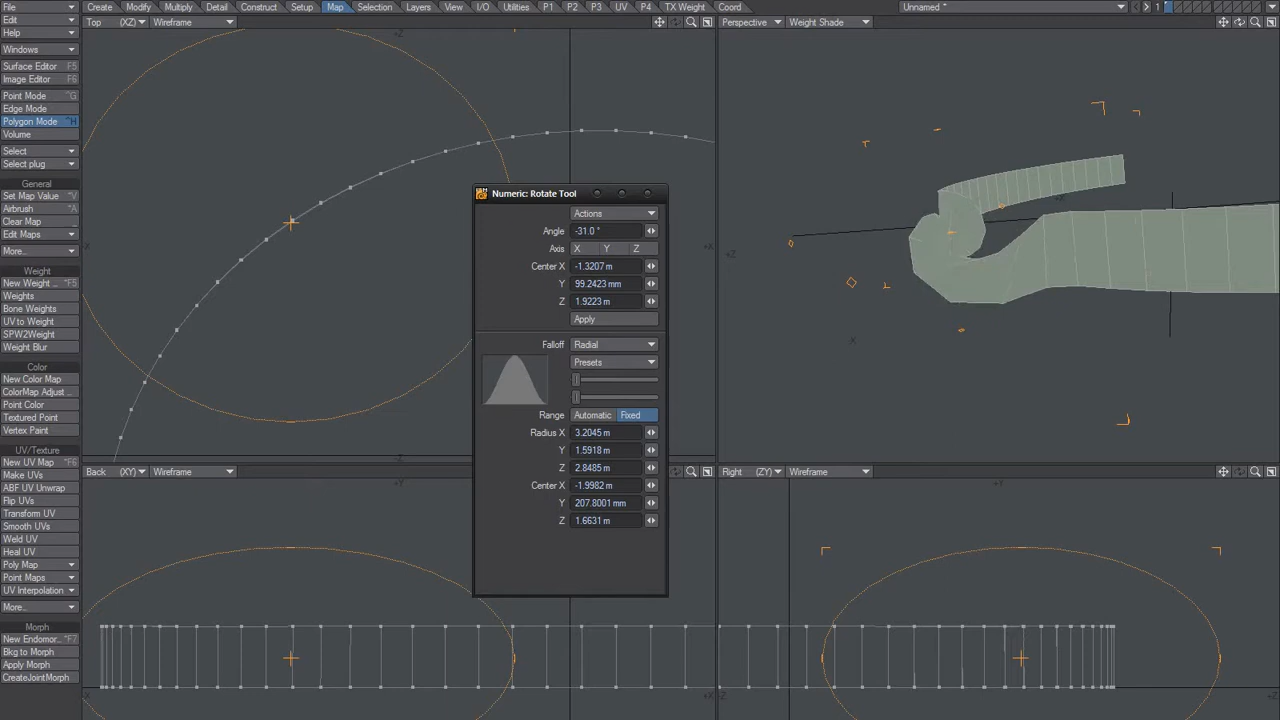 File Create Modify Multiply Detail Construct Setup Map Selection Layers View I/O Utilities P1 P2 P3 UV P4 TX Weight Coord Unnamed * 1
Edit Top (XZ) Wireframe Perspective Weight Shade
Help
Windows
Surface Editor F5
Image Editor F6
Point Mode ^G
Edge Mode
Polygon Mode ^H
Volume
Select
Select plug
General
Set Map Value V
Airbrush A
Clear Map _
Edit Maps
More...
Weight
New Weight ... ^F5
Weights
Bone Weights
UV to Weight
SPW2Weight
Weight Blur
Color
New Color Map
ColorMap Adjust ...
Point Color
Textured Point
Vertex Paint
UV/Texture
New UV Map ^F6
Make UVs
ABF UV Unwrap
Flip UVs
Transform UV
Smooth UVs
Weld UV
Heal UV
Poly Map
Point Maps
UV Interpolation
More...
Morph
New Endomor... ^F7
Bkg to Morph
Apply Morph
CreateJointMorph
+Z
-X
+X
-Z
Numeric: Rotate Tool
Actions
Angle -31.0 °
Axis X Y Z
Center X -1.3207 m
Y 99.2423 mm
Z 1.9223 m
Apply
Falloff Radial
Presets
Range Automatic Fixed
Radius X 3.2045 m
Y 1.5918 m
Z 2.8485 m
Center X -1.9982 m
Y 207.8001 mm
Z 1.6631 m
+X
-Z
-X
Back (XY) Wireframe
+Y
-X
+X
Right (ZY) Wireframe
+Y
-Z
+Z